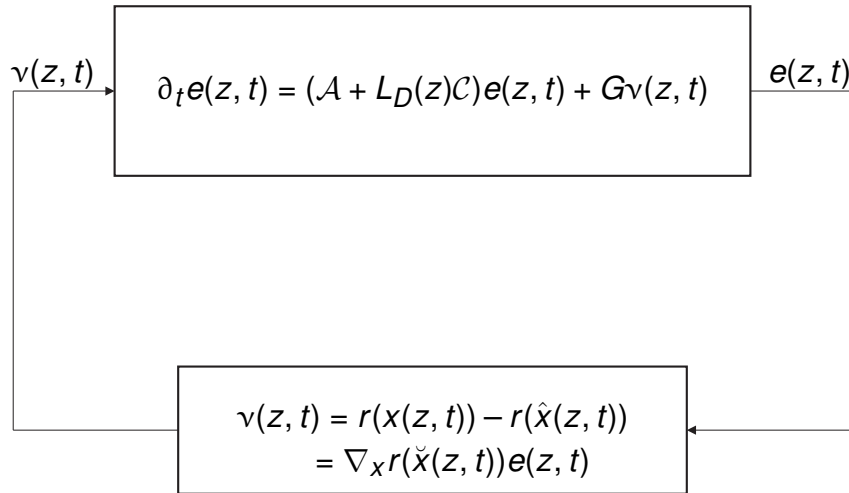 ν(z, t)
∂ₜe(z, t) = (𝒜 + L_D(z)𝒞)e(z, t) + Gν(z, t)
e(z, t)
ν(z, t) = r(x(z, t)) – r(x̂(z, t))
= ∇ₓr(x̆(z, t))e(z, t)